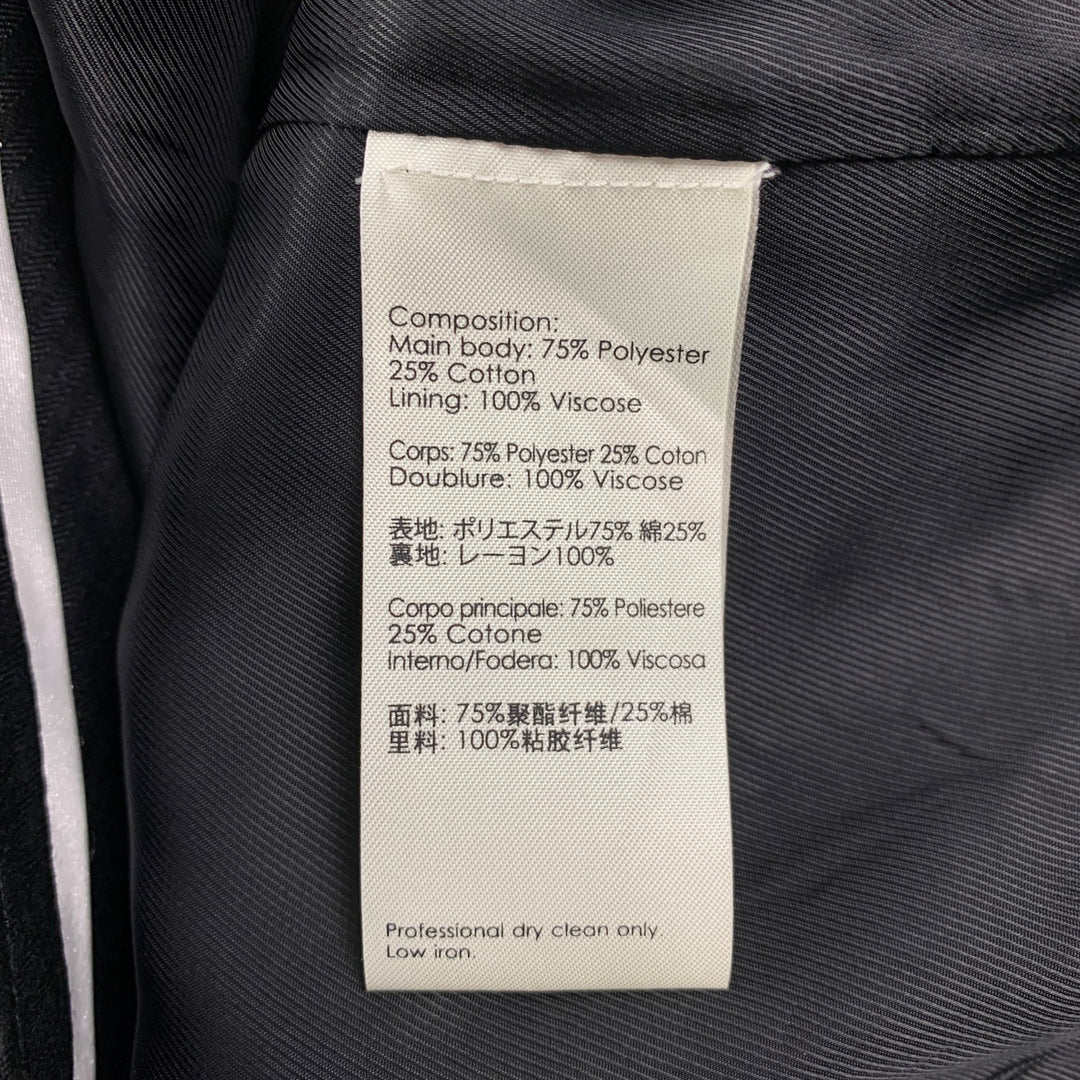 Composition:
Main body: 75% Polyester
25% Cotton
Lining: 100% Viscose
Corps: 75% Polyester 25% Coton
Doublure: 100% Viscose
表地: ポリエステル75% 綿25%
裏地: レーヨン100%
Corpo principale: 75% Poliestere
25% Cotone
Interno/Fodera: 100% Viscosa
面料: 75%聚酯纤维/25%棉
里料: 100%粘胶纤维
Professional dry clean only.
Low iron.